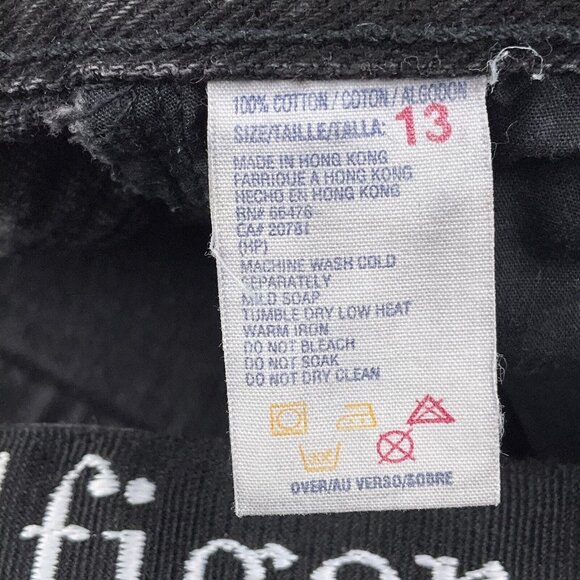 100% COTTON / COTON / ALGODON
SIZE/TAILLE/TALLA: 13
MADE IN HONG KONG
FABRIQUE A HONG KONG
HECHO EN HONG KONG
RN# 66476
CA# 20781
(HP)
MACHINE WASH COLD
SEPARATELY
MILD SOAP
TUMBLE DRY LOW HEAT
WARM IRON
DO NOT BLEACH
DO NOT SOAK
DO NOT DRY CLEAN
OVER/AU VERSO/SOBRE
figer